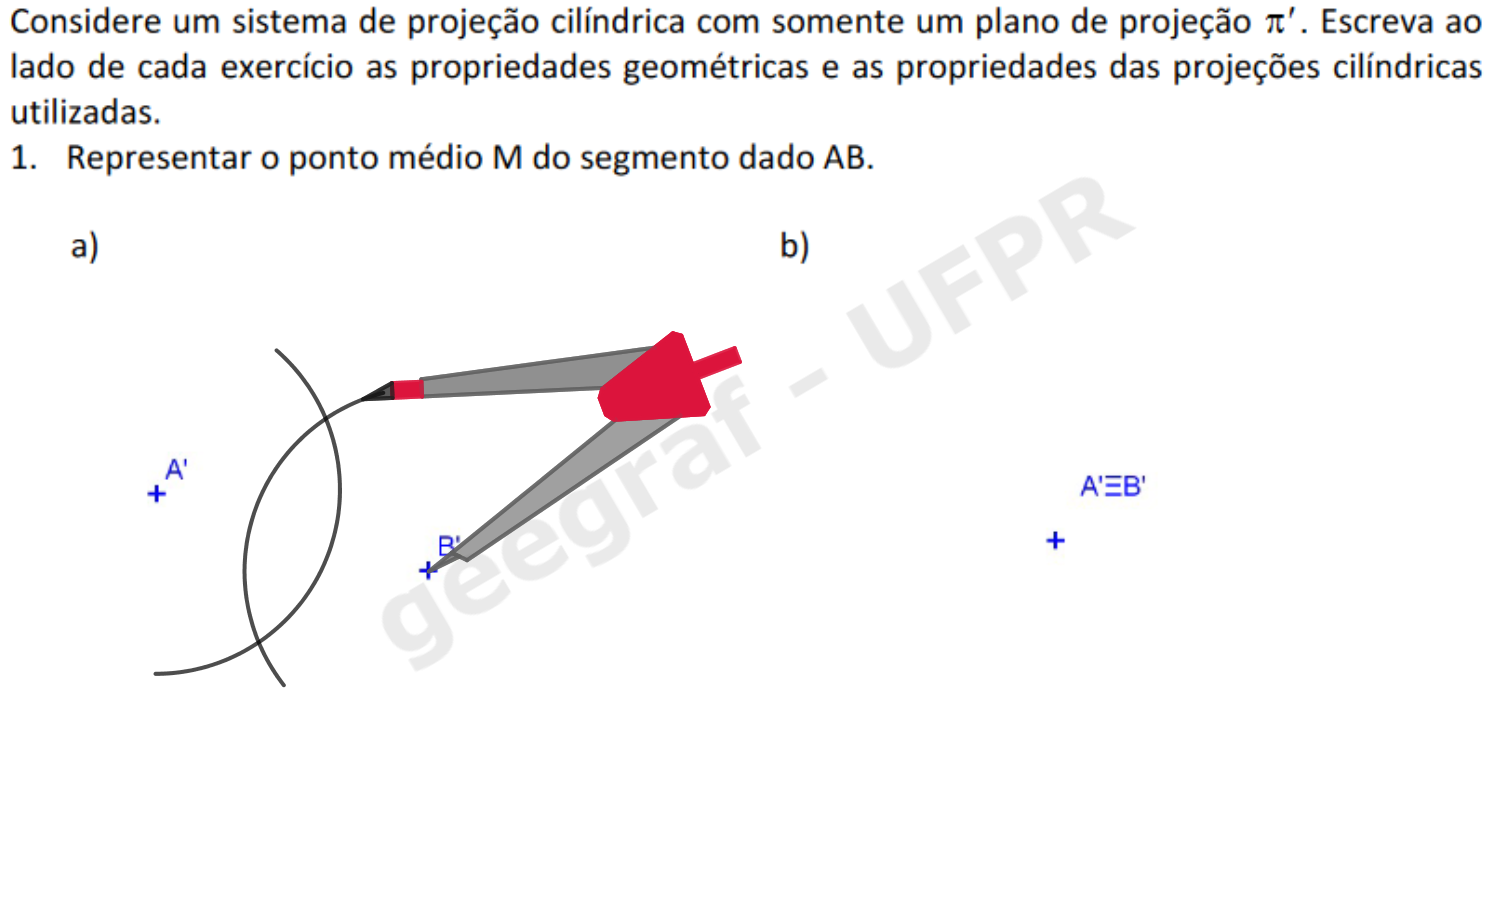 Considere um sistema de projeção cilíndrica com somente um plano de projeção π′. Escreva ao
lado de cada exercício as propriedades geométricas e as propriedades das projeções cilíndricas
utilizadas.
1. Representar o ponto médio M do segmento dado AB.
a) b)
A'
B'
A'≡B'
geegraf - UFPR